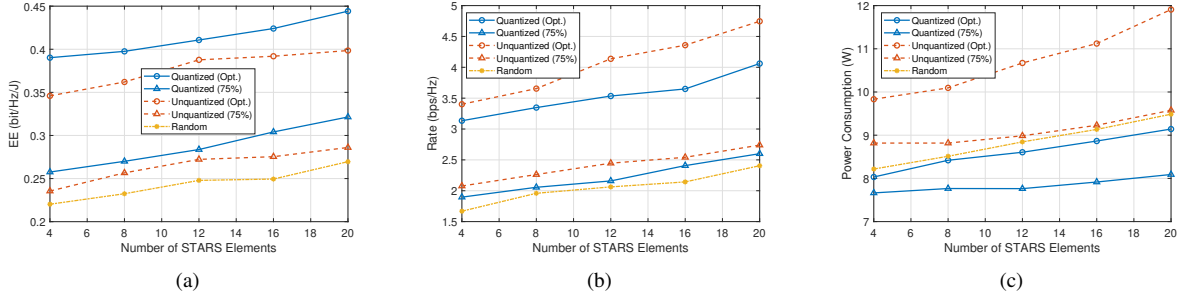 0.45
0.4
0.35
0.3
0.25
0.2
EE (bit/Hz/J)
Quantized (Opt.)
Quantized (75%)
Unquantized (Opt.)
Unquantized (75%)
Random
4 6 8 10 12 14 16 18 20
Number of STARS Elements
(a)
5
4.5
4
3.5
3
2.5
2
1.5
Rate (bps/Hz)
Quantized (Opt.)
Quantized (75%)
Unquantized (Opt.)
Unquantized (75%)
Random
4 6 8 10 12 14 16 18 20
Number of STARS Elements
(b)
12
11
10
9
8
7
Power Consumption (W)
Quantized (Opt.)
Quantized (75%)
Unquantized (Opt.)
Unquantized (75%)
Random
4 6 8 10 12 14 16 18 20
Number of STARS Elements
(c)